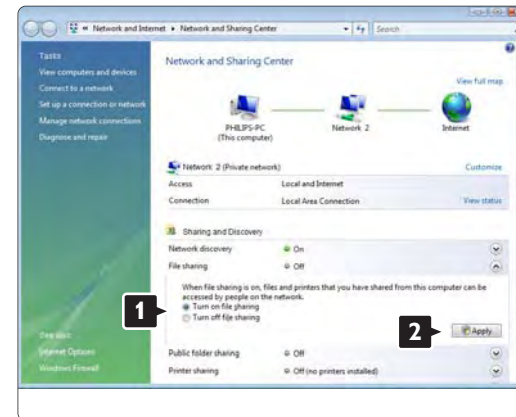 « Network and Internet ▸ Network and Sharing Center
Search
Tasks
View computers and devices
Connect to a network
Set up a connection or network
Manage network connections
Diagnose and repair
See also
Internet Options
Windows Firewall
Network and Sharing Center
View full map
PHILIPS-PC
(This computer)
Network 2
Internet
Network 2 (Private network)
Customize
Access
Local and Internet
Connection
Local Area Connection
View status
Sharing and Discovery
Network discovery
On
File sharing
Off
When file sharing is on, files and printers that you have shared from this computer can be
accessed by people on the network.
1
Turn on file sharing
Turn off file sharing
2
Apply
Public folder sharing
Off
Printer sharing
Off (no printers installed)